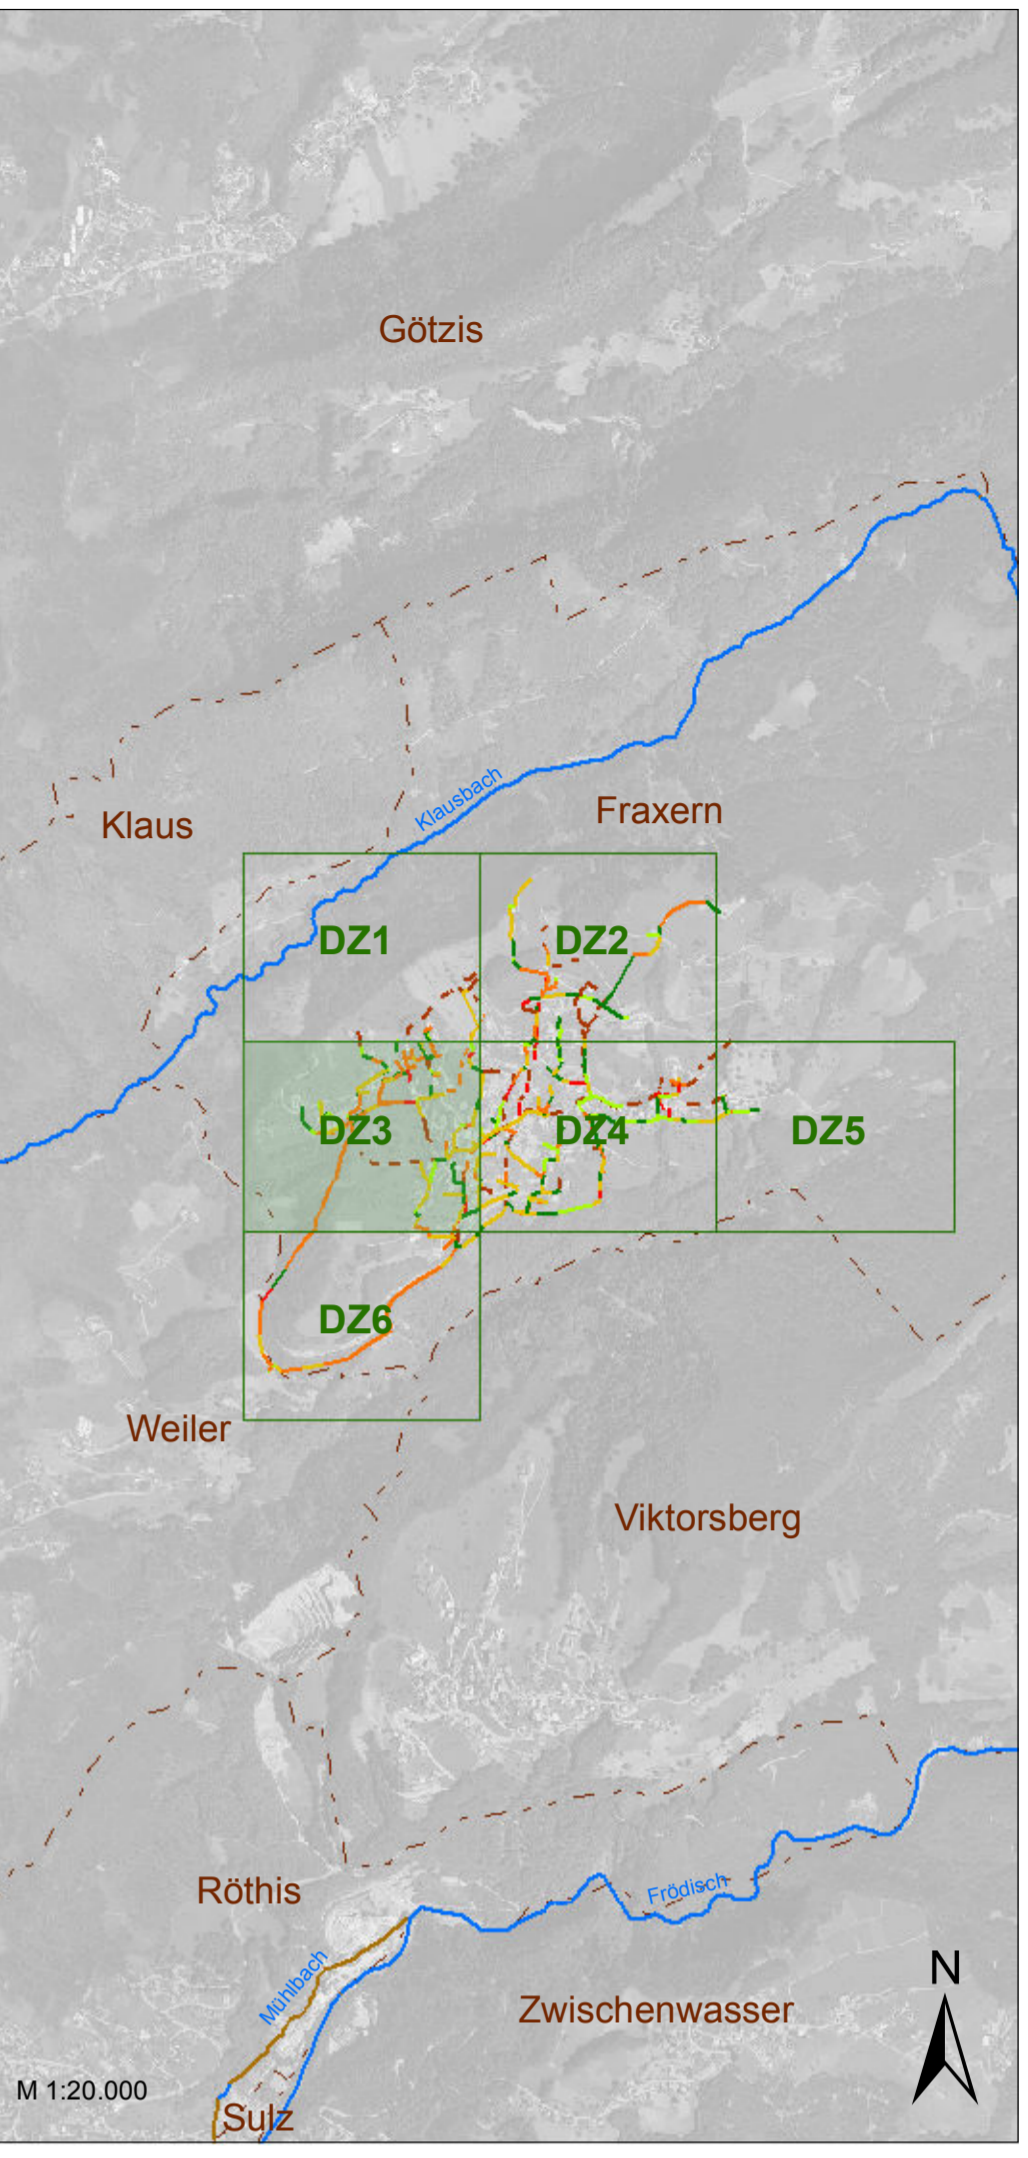 Götzis
Klausbach
Fraxern
Klaus
DZ1
DZ2
DZ3
DZ4
DZ5
DZ6
Weiler
Viktorsberg
Röthis
Frödisch
Mühlbach
N
Zwischenwasser
M 1:20.000
Sulz